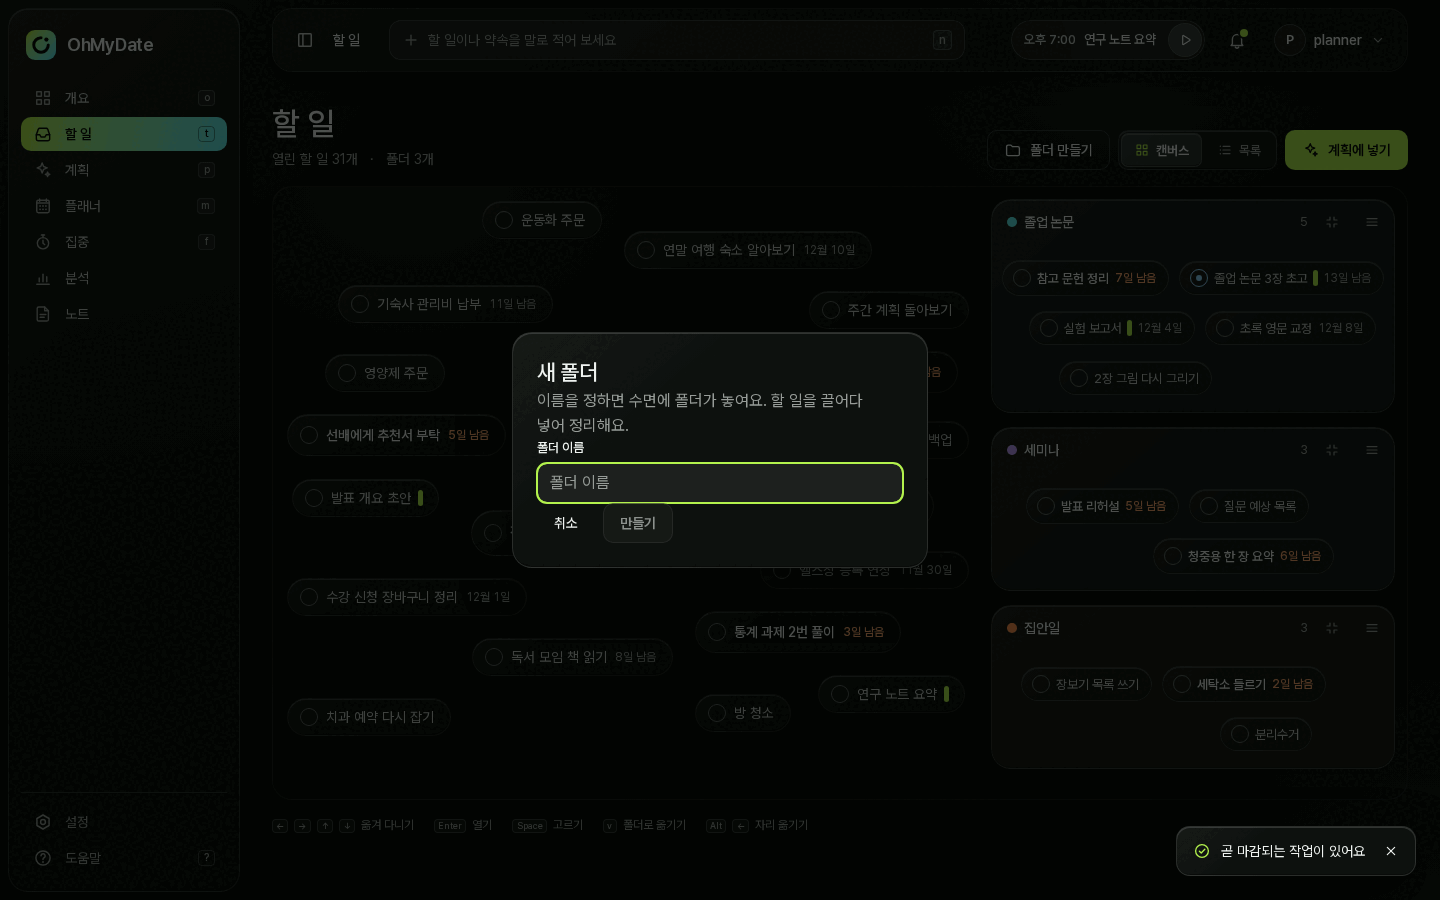 OhMyDate
개요 o
할 일 t
계획 p
플래너 m
집중 f
분석
노트
설정
도움말 ?
할 일
할 일이나 약속을 말로 적어 보세요 n
오후 7:00 연구 노트 요약
P planner
할 일
열린 할 일 31개 · 폴더 3개
폴더 만들기
캔버스
목록
계획에 넣기
운동화 주문
연말 여행 숙소 알아보기 12월 10일
기숙사 관리비 납부 11일 남음
주간 계획 돌아보기
영양제 주문
선배에게 추천서 부탁 5일 남음
백업
발표 개요 초안
헬스장 등록 연장 11월 30일
수강 신청 장바구니 정리 12월 1일
통계 과제 2번 풀이 3일 남음
독서 모임 책 읽기 8일 남음
연구 노트 요약
치과 예약 다시 잡기
방 청소
졸업 논문 5
참고 문헌 정리 7일 남음
졸업 논문 3장 초고 13일 남음
실험 보고서 12월 4일
초록 영문 교정 12월 8일
2장 그림 다시 그리기
세미나 3
발표 리허설 5일 남음
질문 예상 목록
청중용 한 장 요약 6일 남음
집안일 3
장보기 목록 쓰기
세탁소 들르기 2일 남음
분리수거
새 폴더
이름을 정하면 수면에 폴더가 놓여요. 할 일을 끌어다
넣어 정리해요.
폴더 이름
폴더 이름
취소
만들기
← → ↑ ↓ 옮겨 다니기 Enter 열기 Space 고르기 v 폴더로 옮기기 Alt ← 자리 옮기기
곧 마감되는 작업이 있어요